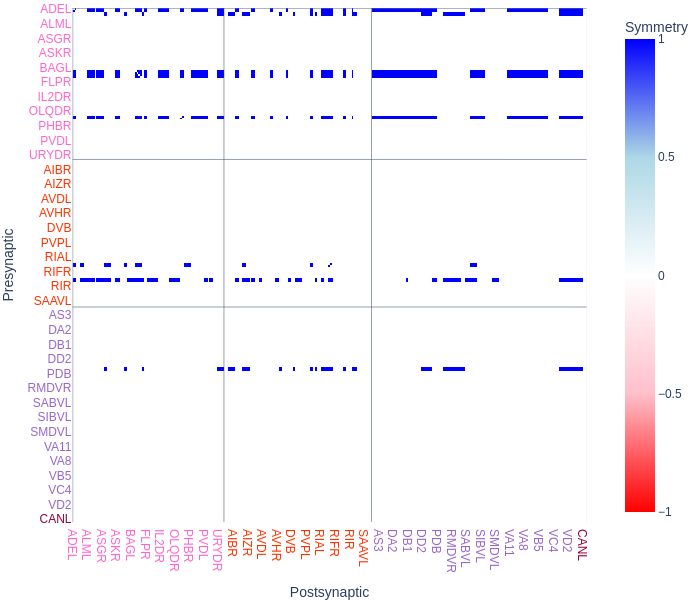 Symmetry
1
0.5
0
−0.5
−1
Presynaptic
ADEL
ALML
ASGR
ASKR
BAGL
FLPR
IL2DR
OLQDR
PHBR
PVDL
URYDR
AIBR
AIZR
AVDL
AVHR
DVB
PVPL
RIAL
RIFR
RIR
SAAVL
AS3
DA2
DB1
DD2
PDB
RMDVR
SABVL
SIBVL
SMDVL
VA11
VA8
VB5
VC4
VD2
CANL
ADEL
ALML
ASGR
ASKR
BAGL
FLPR
IL2DR
OLQDR
PHBR
PVDL
URYDR
AIBR
AIZR
AVDL
AVHR
DVB
PVPL
RIAL
RIFR
RIR
SAAVL
AS3
DA2
DB1
DD2
PDB
RMDVR
SABVL
SIBVL
SMDVL
VA11
VA8
VB5
VC4
VD2
CANL
Postsynaptic